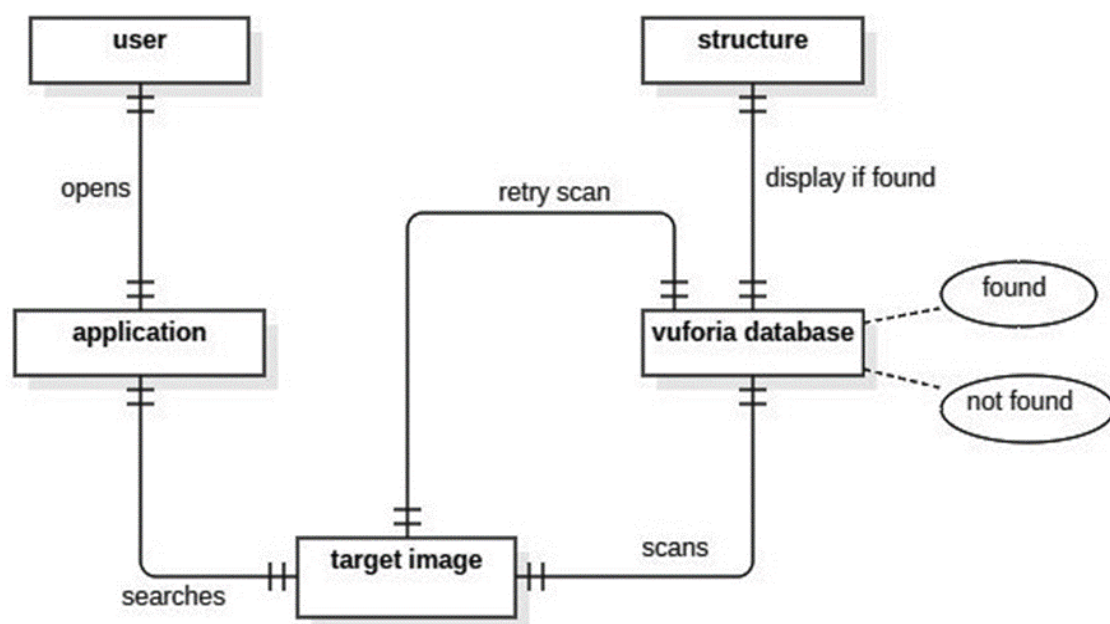 user
structure
opens
display if found
retry scan
found
application
vuforia database
not found
target image
scans
searches